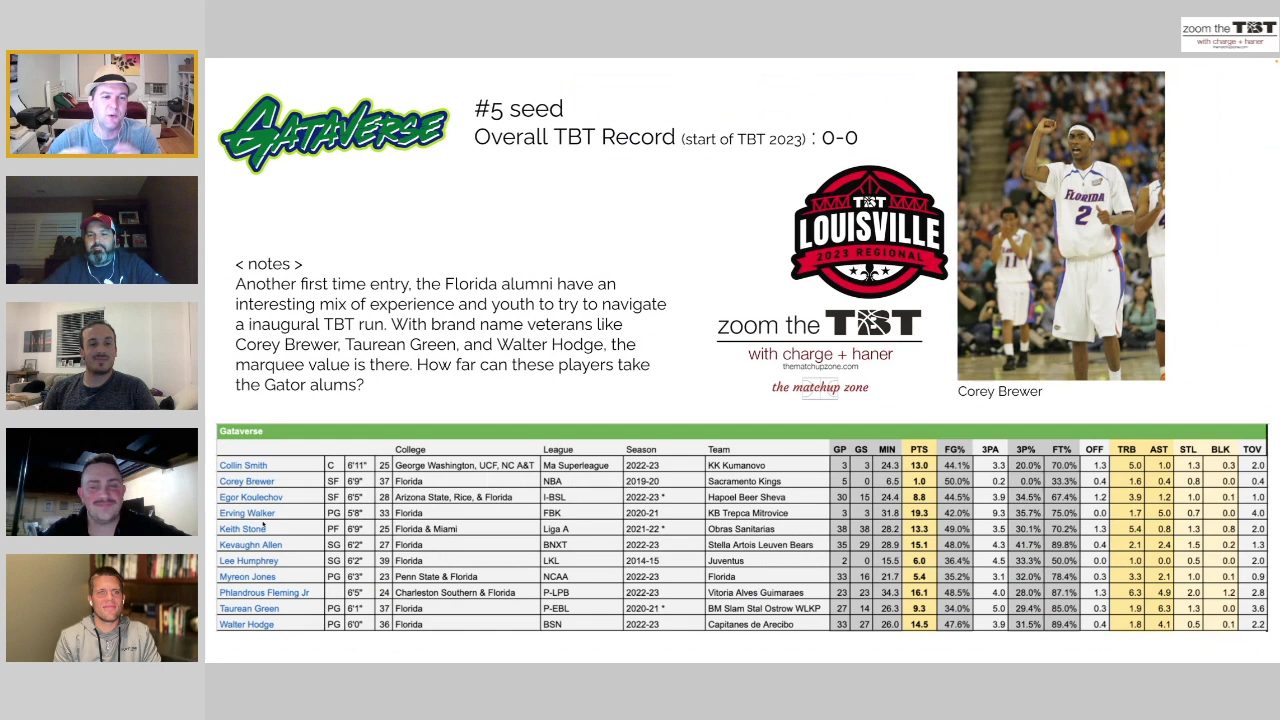 zoom the TBT
with charge + haner
thematchupzone.com
GATAVERSE
#5 seed
Overall TBT Record (start of TBT 2023) : 0-0
TBT
LOUISVILLE
2023 REGIONAL
FLORIDA
2
11
< notes >
Another first time entry, the Florida alumni have an
interesting mix of experience and youth to try to navigate
a inaugural TBT run. With brand name veterans like
Corey Brewer, Taurean Green, and Walter Hodge, the
marquee value is there. How far can these players take
the Gator alums?
zoom the TBT
with charge + haner
thematchupzone.com
the matchup zone
Corey Brewer
Gataverse
College League Season Team GP GS MIN PTS FG% 3PA 3P% FT% OFF TRB AST STL BLK TOV
Collin Smith C 6'11" 25 George Washington, UCF, NC A&T Ma Superleague 2022-23 KK Kumanovo 3 3 24.3 13.0 44.1% 3.3 20.0% 70.0% 1.3 5.0 1.0 1.3 0.3 2.0
Corey Brewer SF 6'9" 37 Florida NBA 2019-20 Sacramento Kings 5 0 6.5 1.0 50.0% 0.2 0.0% 33.3% 0.2 1.6 0.4 0.8 0.0 0.4
Egor Koulechov SF 6'5" 28 Arizona State, Rice, & Florida I-BSL 2022-23 * Hapoel Beer Sheva 30 15 24.4 8.8 44.5% 3.9 34.5% 67.4% 1.2 3.9 1.2 1.0 0.1 1.0
Erving Walker PG 5'8" 33 Florida FBK 2020-21 KB Trepca Mitrovice 3 3 31.8 19.3 42.0% 9.3 35.7% 75.0% 0.0 1.7 5.0 0.7 0.0 4.0
Keith Stone PF 6'9" 25 Florida & Miami Liga A 2021-22 * Obras Sanitarias 38 38 28.2 13.3 49.0% 3.5 30.1% 70.2% 1.3 5.4 0.8 1.3 0.8 2.0
Kevaughn Allen SG 6'2" 27 Florida BNXT 2022-23 Stella Artois Leuven Bears 35 29 28.9 15.1 48.0% 4.3 41.7% 89.8% 0.4 2.1 2.4 1.5 0.2 1.3
Lee Humphrey SG 6'2" 39 Florida LKL 2014-15 Juventus 2 0 15.5 6.0 36.4% 4.5 33.3% 50.0% 0.0 1.0 0.0 0.5 0.0 2.0
Myreon Jones PG 6'3" 23 Penn State & Florida NCAA 2022-23 Florida 33 16 21.7 5.4 35.2% 3.1 32.0% 78.4% 0.3 3.3 2.1 1.0 0.1 0.9
Phlandrous Fleming Jr 6'5" 24 Charleston Southern & Florida P-LPB 2022-23 Vitoria Alves Guimaraes 23 23 34.3 16.1 48.5% 4.0 28.0% 87.1% 1.2 6.3 4.9 2.0 1.2 2.8
Taurean Green PG 6'1" 37 Florida P-EBL 2020-21 * BM Slam Stal Ostrow WLKP 27 14 26.3 9.3 34.0% 5.0 29.4% 85.0% 0.3 1.9 6.3 1.3 0.0 3.6
Walter Hodge PG 6'0" 36 Florida BSN 2022-23 Capitanes de Arecibo 33 27 26.0 14.5 47.6% 3.9 31.5% 89.4% 0.4 1.8 4.1 0.5 0.1 2.2